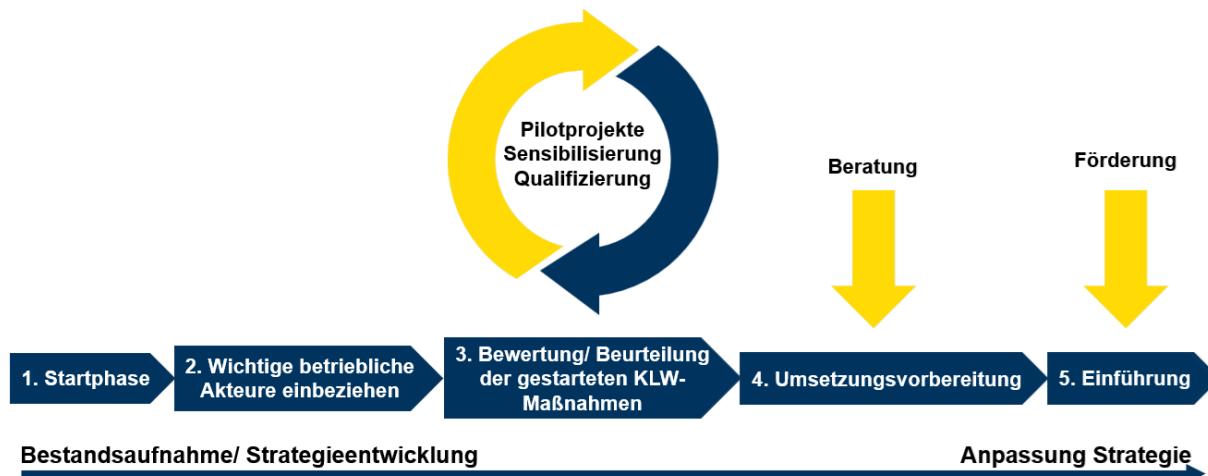 Pilotprojekte
Sensibilisierung
Qualifizierung
Beratung
Förderung
1. Startphase
2. Wichtige betriebliche
Akteure einbeziehen
3. Bewertung/ Beurteilung
der gestarteten KLW-
Maßnahmen
4. Umsetzungsvorbereitung
5. Einführung
Bestandsaufnahme/ Strategieentwicklung
Anpassung Strategie